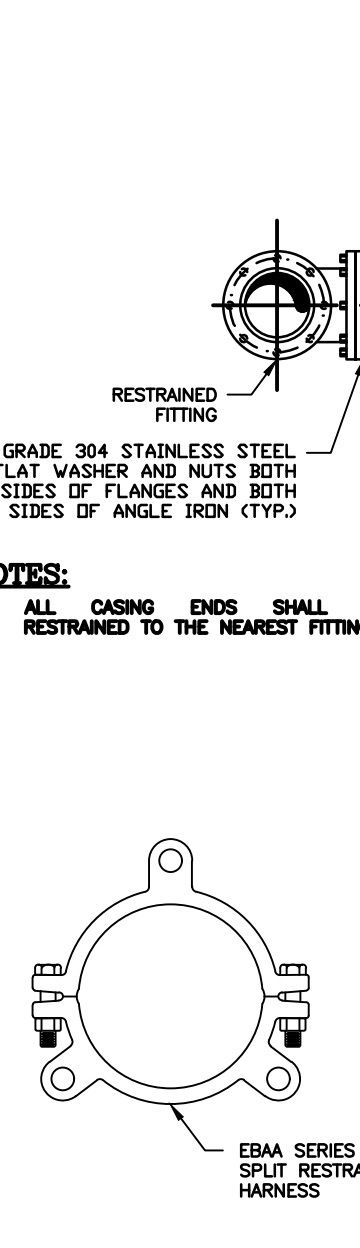 RESTRAINED
FITTING
GRADE 304 STAINLESS STEEL
WASHER AND NUTS BOTH
SIDES OF FLANGES AND BOTH
SIDES OF ANGLE IRON (TYP.)
ALL CASING ENDS SHALL
RESTRAINED TO THE NEAREST
EBAA SERIES
SPLIT
HARNESS